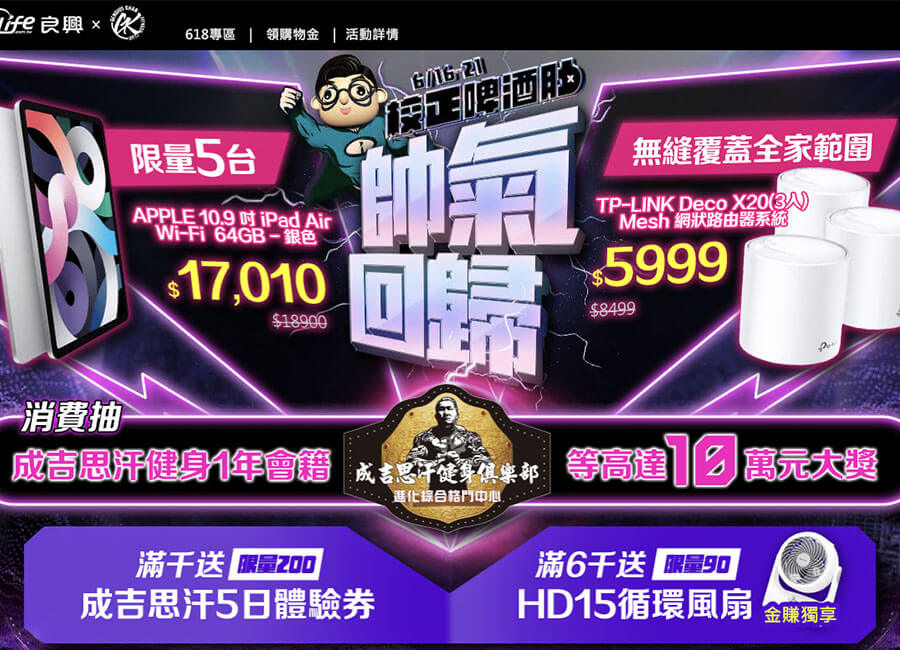 Life 良興 ×
GENGHIS KHAN
GK
618專區 | 領購物金 | 活動詳情
6/16-21
校正啤酒肚
帥氣
回歸
限量5台
APPLE 10.9 吋 iPad Air
Wi-Fi 64GB - 銀色
$17,010
$18900
無縫覆蓋全家範圍
TP-LINK Deco X20(3入)
Mesh 網狀路由器系統
$5999
$8499
消費抽
成吉思汗健身1年會籍
成吉思汗健身俱樂部
進化綜合格鬥中心
等高達10萬元大獎
滿千送 限量200
成吉思汗5日體驗券
滿6千送 限量90
HD15循環風扇
金賺獨享